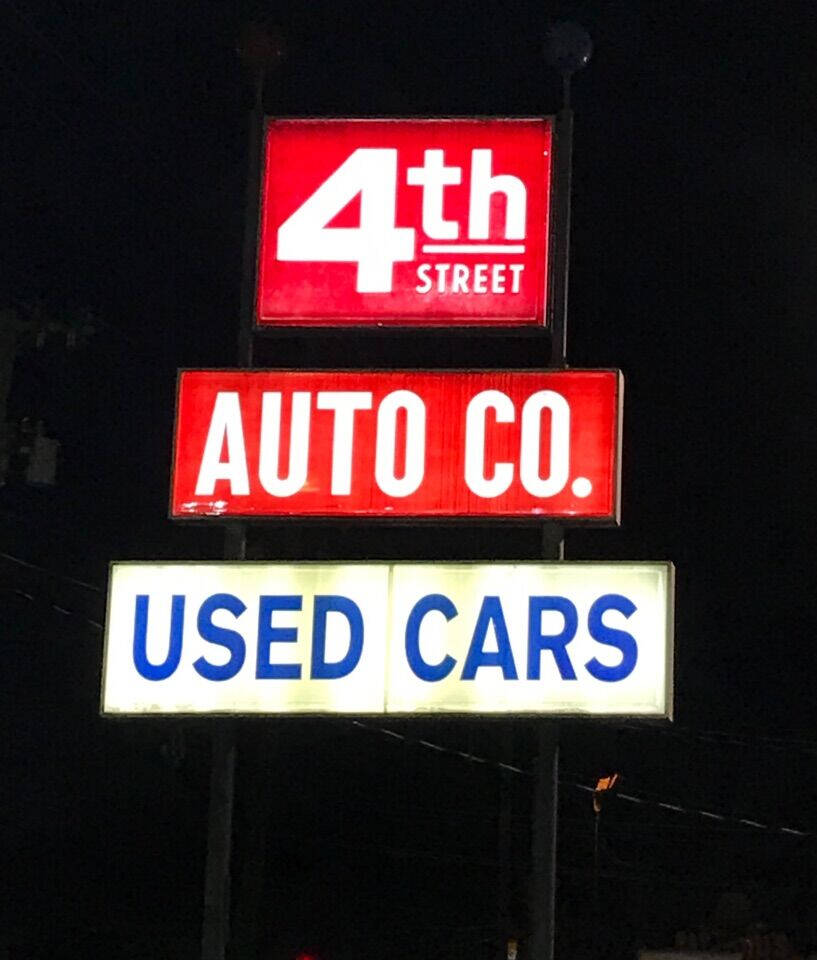 4th
STREET
AUTO CO.
USED CARS